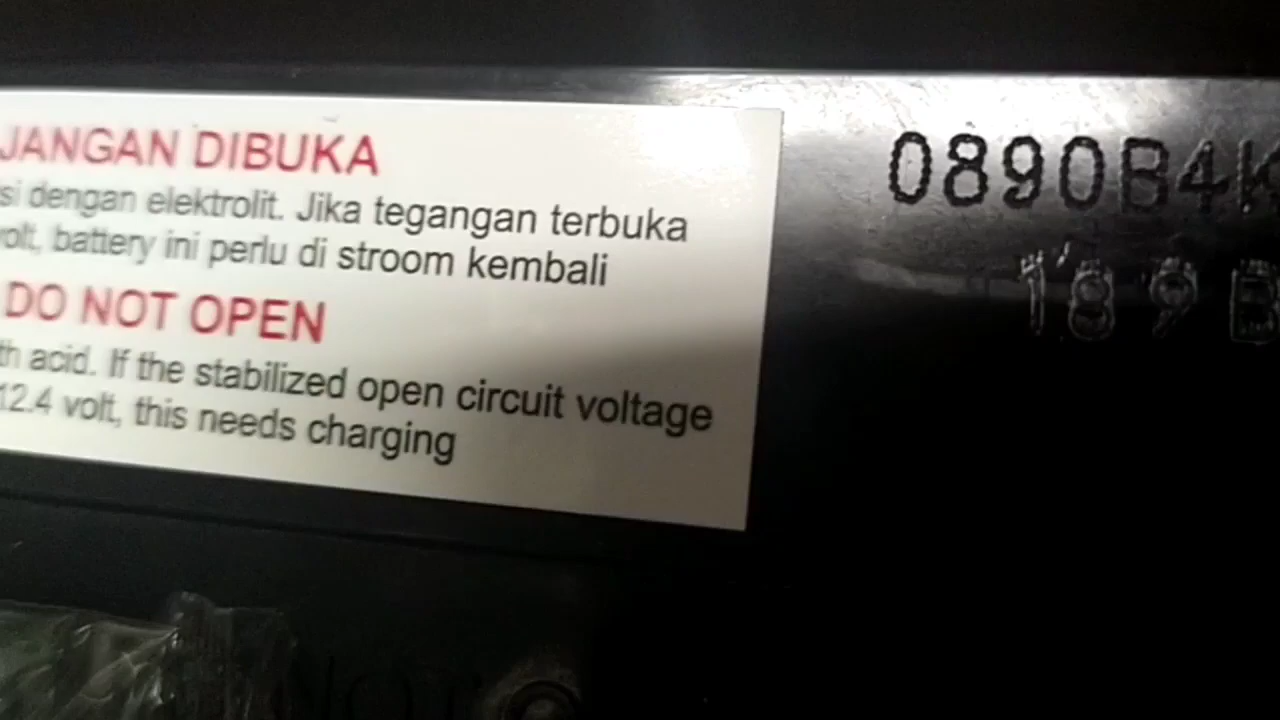 JANGAN DIBUKA
si dengan elektrolit. Jika tegangan terbuka
volt, battery ini perlu di stroom kembali
DO NOT OPEN
th acid. If the stabilized open circuit voltage
12.4 volt, this needs charging
0890B4K
189 B